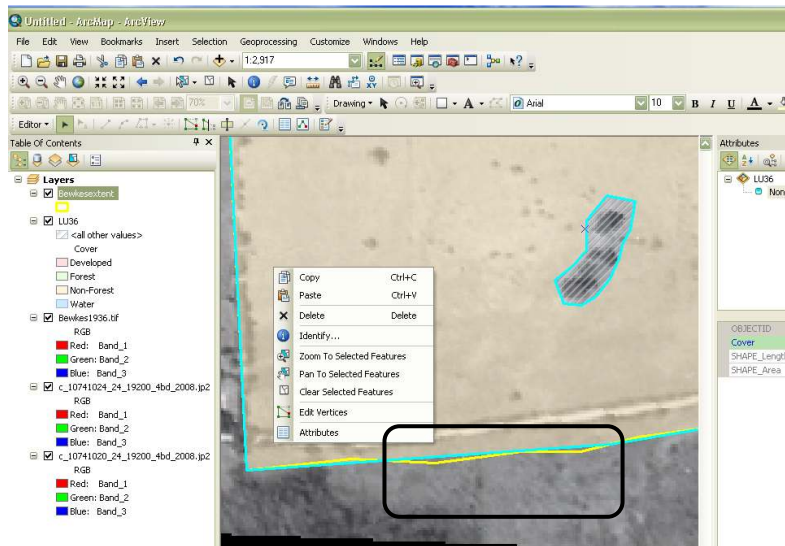 Untitled - ArcMap - ArcView
File Edit View Bookmarks Insert Selection Geoprocessing Customize Windows Help
1:2,917
70% Drawing Arial 10 B I U A
Editor
Table Of Contents
Layers
Bewkesextent
LU36
<all other values>
Cover
Developed
Forest
Non-Forest
Water
Bewkes1936.tif
RGB
Red: Band_1
Green: Band_2
Blue: Band_3
c_10741024_24_19200_4bd_2008.jp2
RGB
Red: Band_1
Green: Band_2
Blue: Band_3
c_10741020_24_19200_4bd_2008.jp2
RGB
Red: Band_1
Green: Band_2
Blue: Band_3
Copy Ctrl+C
Paste Ctrl+V
Delete Delete
Identify...
Zoom To Selected Features
Pan To Selected Features
Clear Selected Features
Edit Vertices
Attributes
Attributes
LU36
Non
OBJECTID
Cover
SHAPE_Length
SHAPE_Area